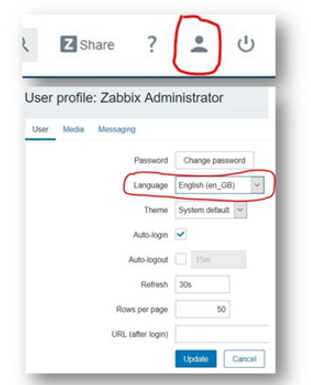 Z Share ?
User profile: Zabbix Administrator
User Media Messaging
Password Change password
Language English (en_GB)
Theme System default
Auto-login
Auto-logout 15m
Refresh 30s
Rows per page 50
URL (after login)
Update Cancel